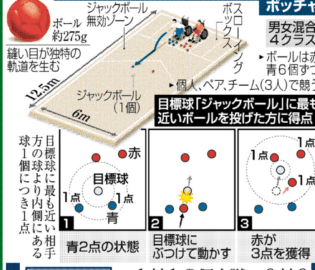 ボッチャ
ボール
約275g
縫い目が独特の
軌道を生む
ジャックボール
無効ゾーン
スローイング
ボックス
男女混合
4クラス
・ボールは赤
青6個ずつ
・個人、ペア、チーム(3人)で競う
12.5m
6m
ジャックボール
(1個)
目標球「ジャックボール」に最も
近いボールを投げた方に得点
目標球に最も近い相手
の球より内側にある
球1個につき1点
赤
目標球
1点
1点
青
1
青2点の状態
2
目標球に
ぶつけて動かす
1点
1点
1点
3
赤が
3点を獲得